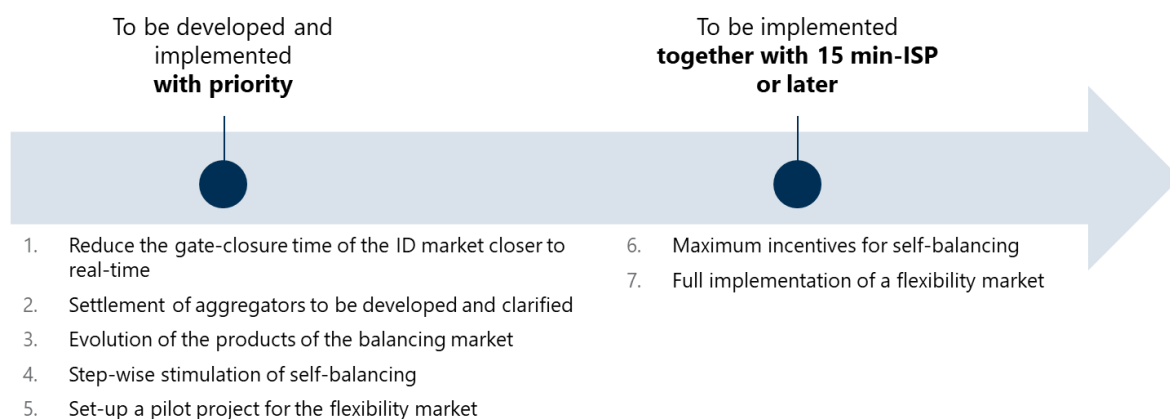 To be developed and
implemented
with priority
To be implemented
together with 15 min-ISP
or later
1. Reduce the gate-closure time of the ID market closer to
real-time
2. Settlement of aggregators to be developed and clarified
3. Evolution of the products of the balancing market
4. Step-wise stimulation of self-balancing
5. Set-up a pilot project for the flexibility market
6. Maximum incentives for self-balancing
7. Full implementation of a flexibility market